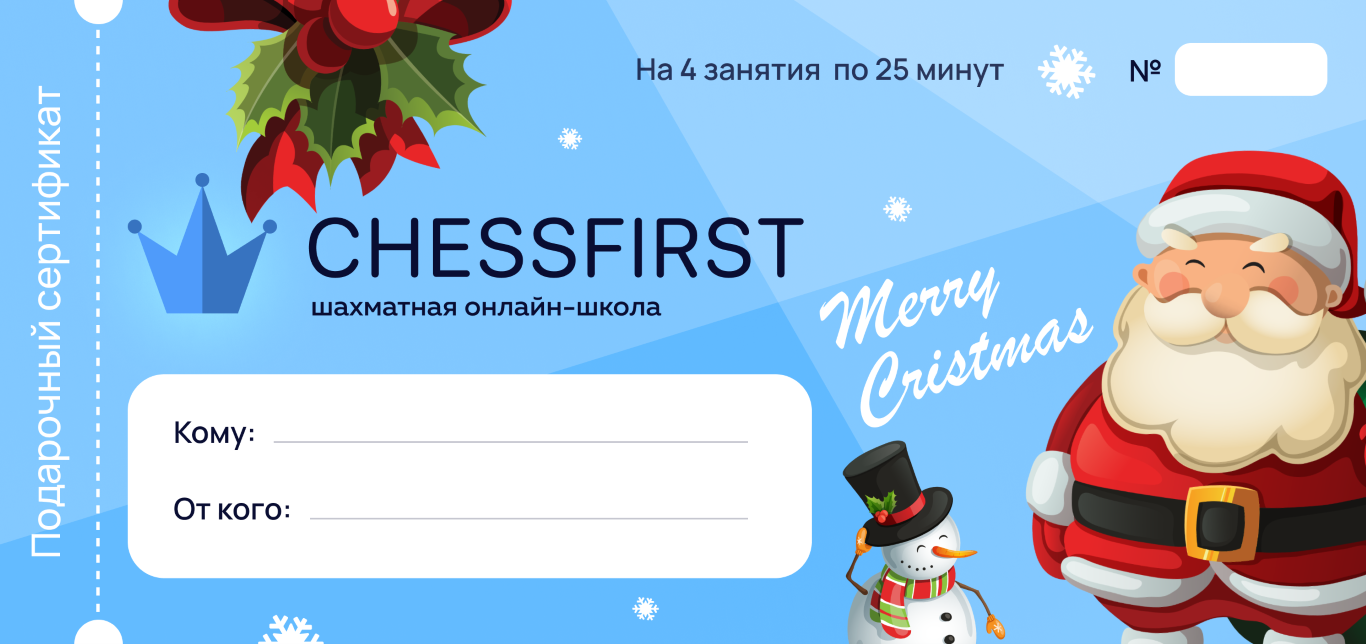 Подарочный сертификат
На 4 занятия по 25 минут
№
CHESSFIRST
шахматная онлайн-школа
Merry
Cristmas
Кому:
От кого: